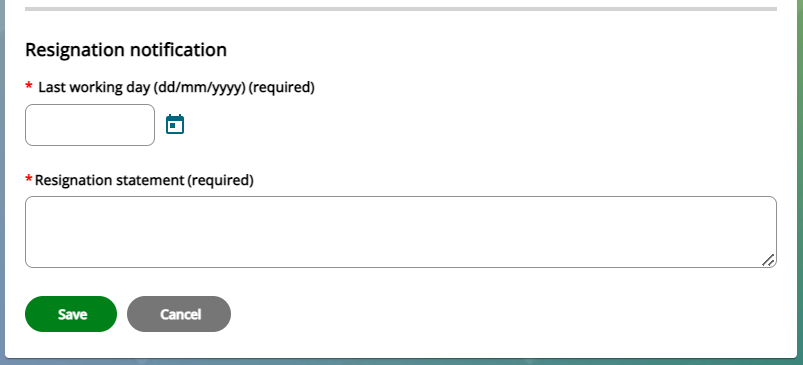 Resignation notification
* Last working day (dd/mm/yyyy) (required)
*Resignation statement (required)
Save Cancel